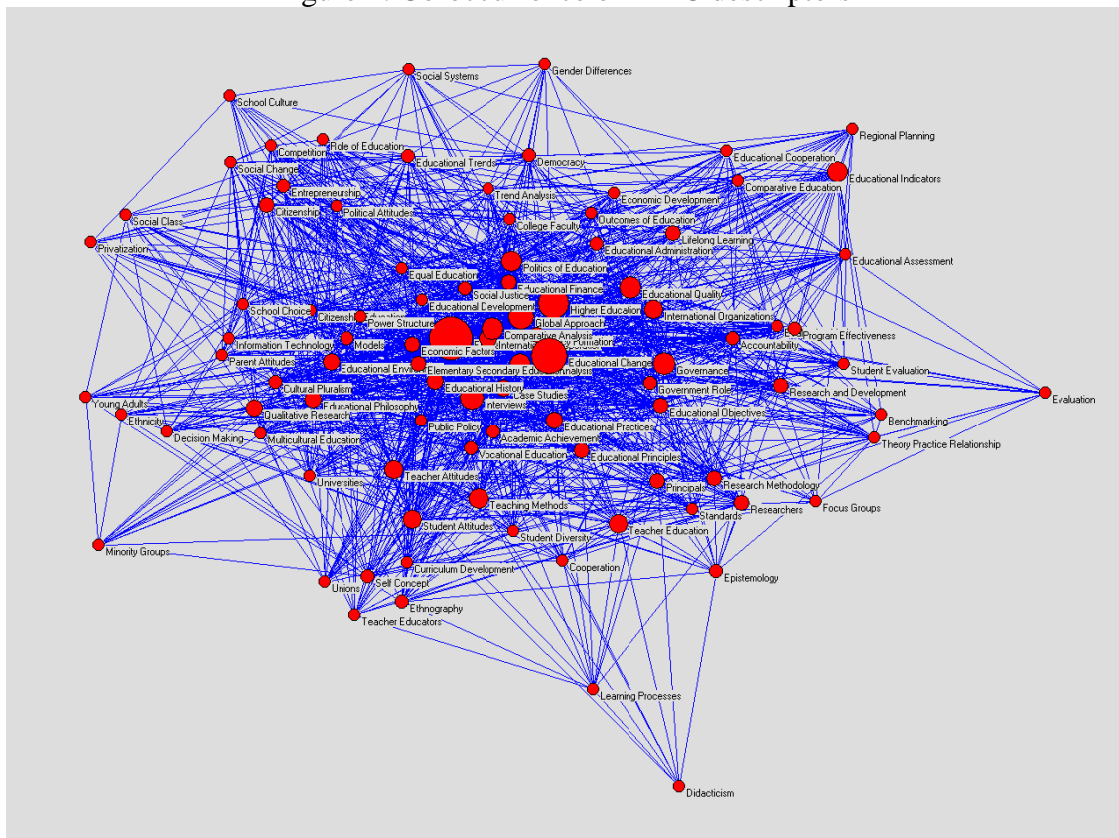 Social Systems
Gender Differences
School Culture
Regional Planning
Role of Education
Competition
Educational Trends
Democracy
Educational Cooperation
Social Change
Educational Indicators
Comparative Education
Entrepreneurship
Trend Analysis
Economic Development
Citizenship
Political Attitudes
Social Class
College Faculty
Outcomes of Education
Lifelong Learning
Privatization
Educational Administration
Educational Assessment
Politics of Education
Equal Education
Educational Finance
Social Justice
Educational Quality
Educational Development
Higher Education
School Choice
Citizenship Education
International Organizations
Power Structure
Global Approach
Program Effectiveness
Comparative Analysis
Information Technology
Models
Accountability
Economic Factors
Parent Attitudes
Educational Change
Educational
Elementary Secondary Education
Governance
Student Evaluation
Cultural Pluralism
Educational History
Government Role
Research and Development
Case Studies
Evaluation
Young Adults
Educational Philosophy
Interviews
Educational Objectives
Qualitative Research
Ethnicity
Benchmarking
Public Policy
Educational Practices
Decision Making
Multicultural Education
Academic Achievement
Theory Practice Relationship
Vocational Education
Educational Principles
Universities
Teacher Attitudes
Principals
Research Methodology
Teaching Methods
Focus Groups
Standards
Researchers
Student Attitudes
Teacher Education
Student Diversity
Minority Groups
Curriculum Development
Cooperation
Unions
Self Concept
Epistemology
Ethnography
Teacher Educators
Learning Processes
Didacticism